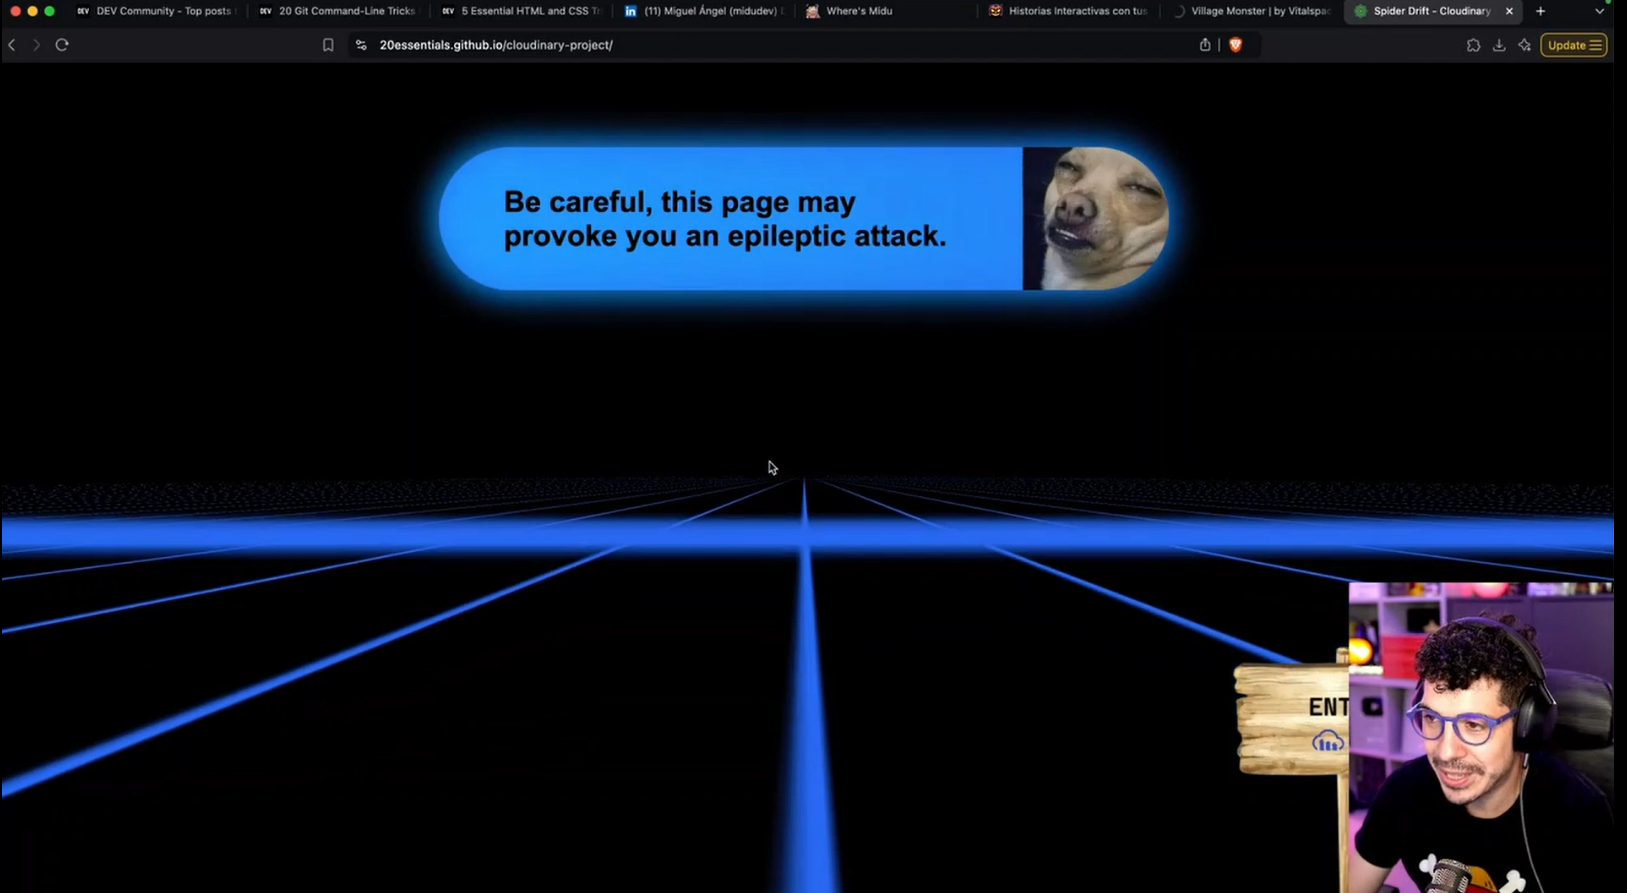 DEV Community - Top posts
20 Git Command-Line Tricks
5 Essential HTML and CSS Tr
(11) Miguel Ángel (midudev)
Where's Midu
Historias Interactivas con tus
Village Monster | by Vitalspac
Spider Drift - Cloudinary
20essentials.github.io/cloudinary-project/
Update
Be careful, this page may
provoke you an epileptic attack.
ENT